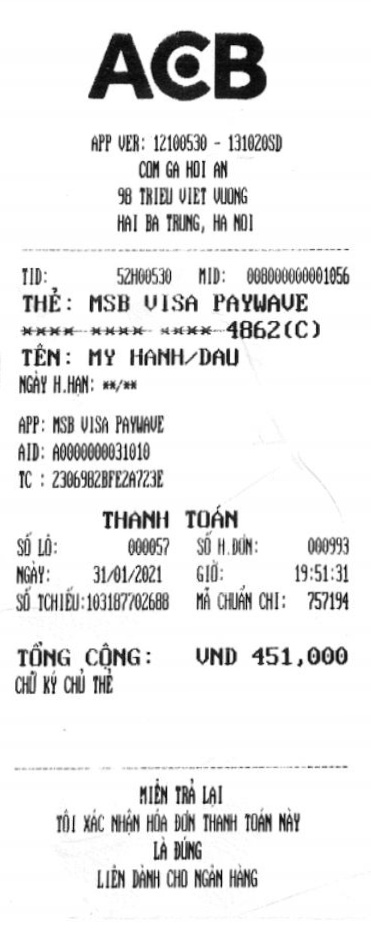 ACB
APP VER: 12100530 - 131020SD
COM GA HOI AN
98 TRIEU VIET VUONG
HAI BA TRUNG, HA NOI
TID: 52H00530 MID: 008000000001056
THẺ: MSB VISA PAYWAVE
**** **** **** 4862(C)
TÊN: MY HANH/DAU
NGÀY H.HẠN: **/**
APP: MSB VISA PAYWAVE
AID: A0000000031010
TC : 2306982BFE2A723E
THANH TOÁN
SỐ LÔ: 000057 SỐ H.ĐƠN: 000993
NGÀY: 31/01/2021 GIỜ: 19:51:31
SỐ TCHIẾU:103187702688 MÃ CHUẨN CHI: 757194
TỔNG CỘNG: VND 451,000
CHỮ KÝ CHỦ THẺ
MIỄN TRẢ LẠI
TÔI XÁC NHẬN HÓA ĐƠN THANH TOÁN NÀY
LÀ ĐÚNG
LIÊN DÀNH CHO NGÂN HÀNG